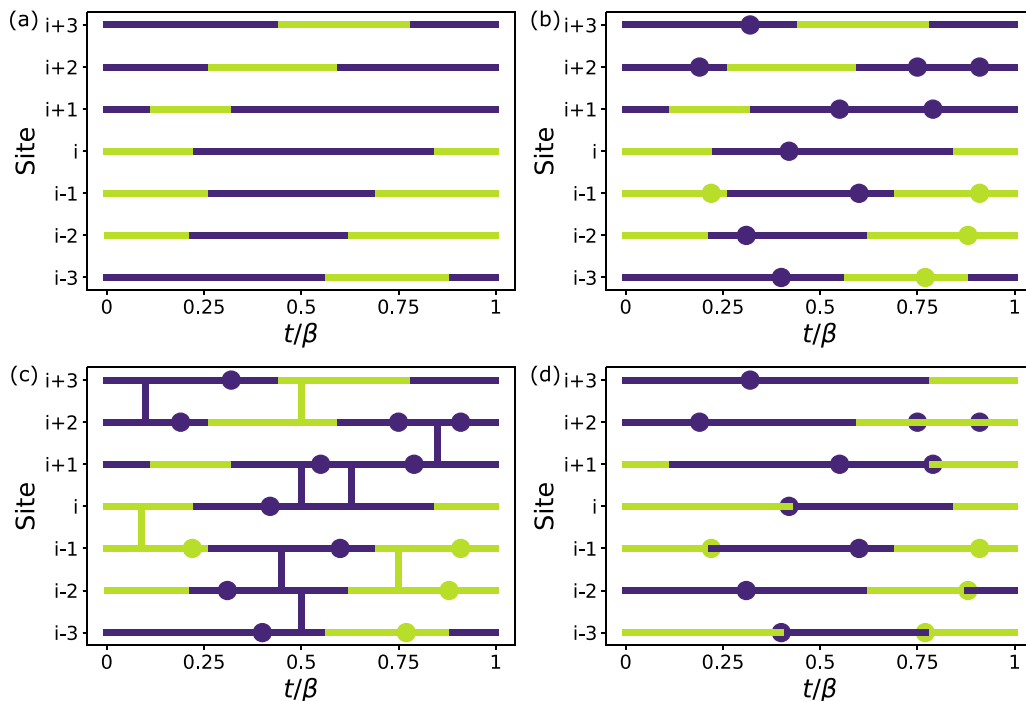 (a)
i+3
i+2
i+1
i
i-1
i-2
i-3
Site
0 0.25 0.5 0.75 1
t/β
(b)
i+3
i+2
i+1
i
i-1
i-2
i-3
Site
0 0.25 0.5 0.75 1
t/β
(c)
i+3
i+2
i+1
i
i-1
i-2
i-3
Site
0 0.25 0.5 0.75 1
t/β
(d)
i+3
i+2
i+1
i
i-1
i-2
i-3
Site
0 0.25 0.5 0.75 1
t/β